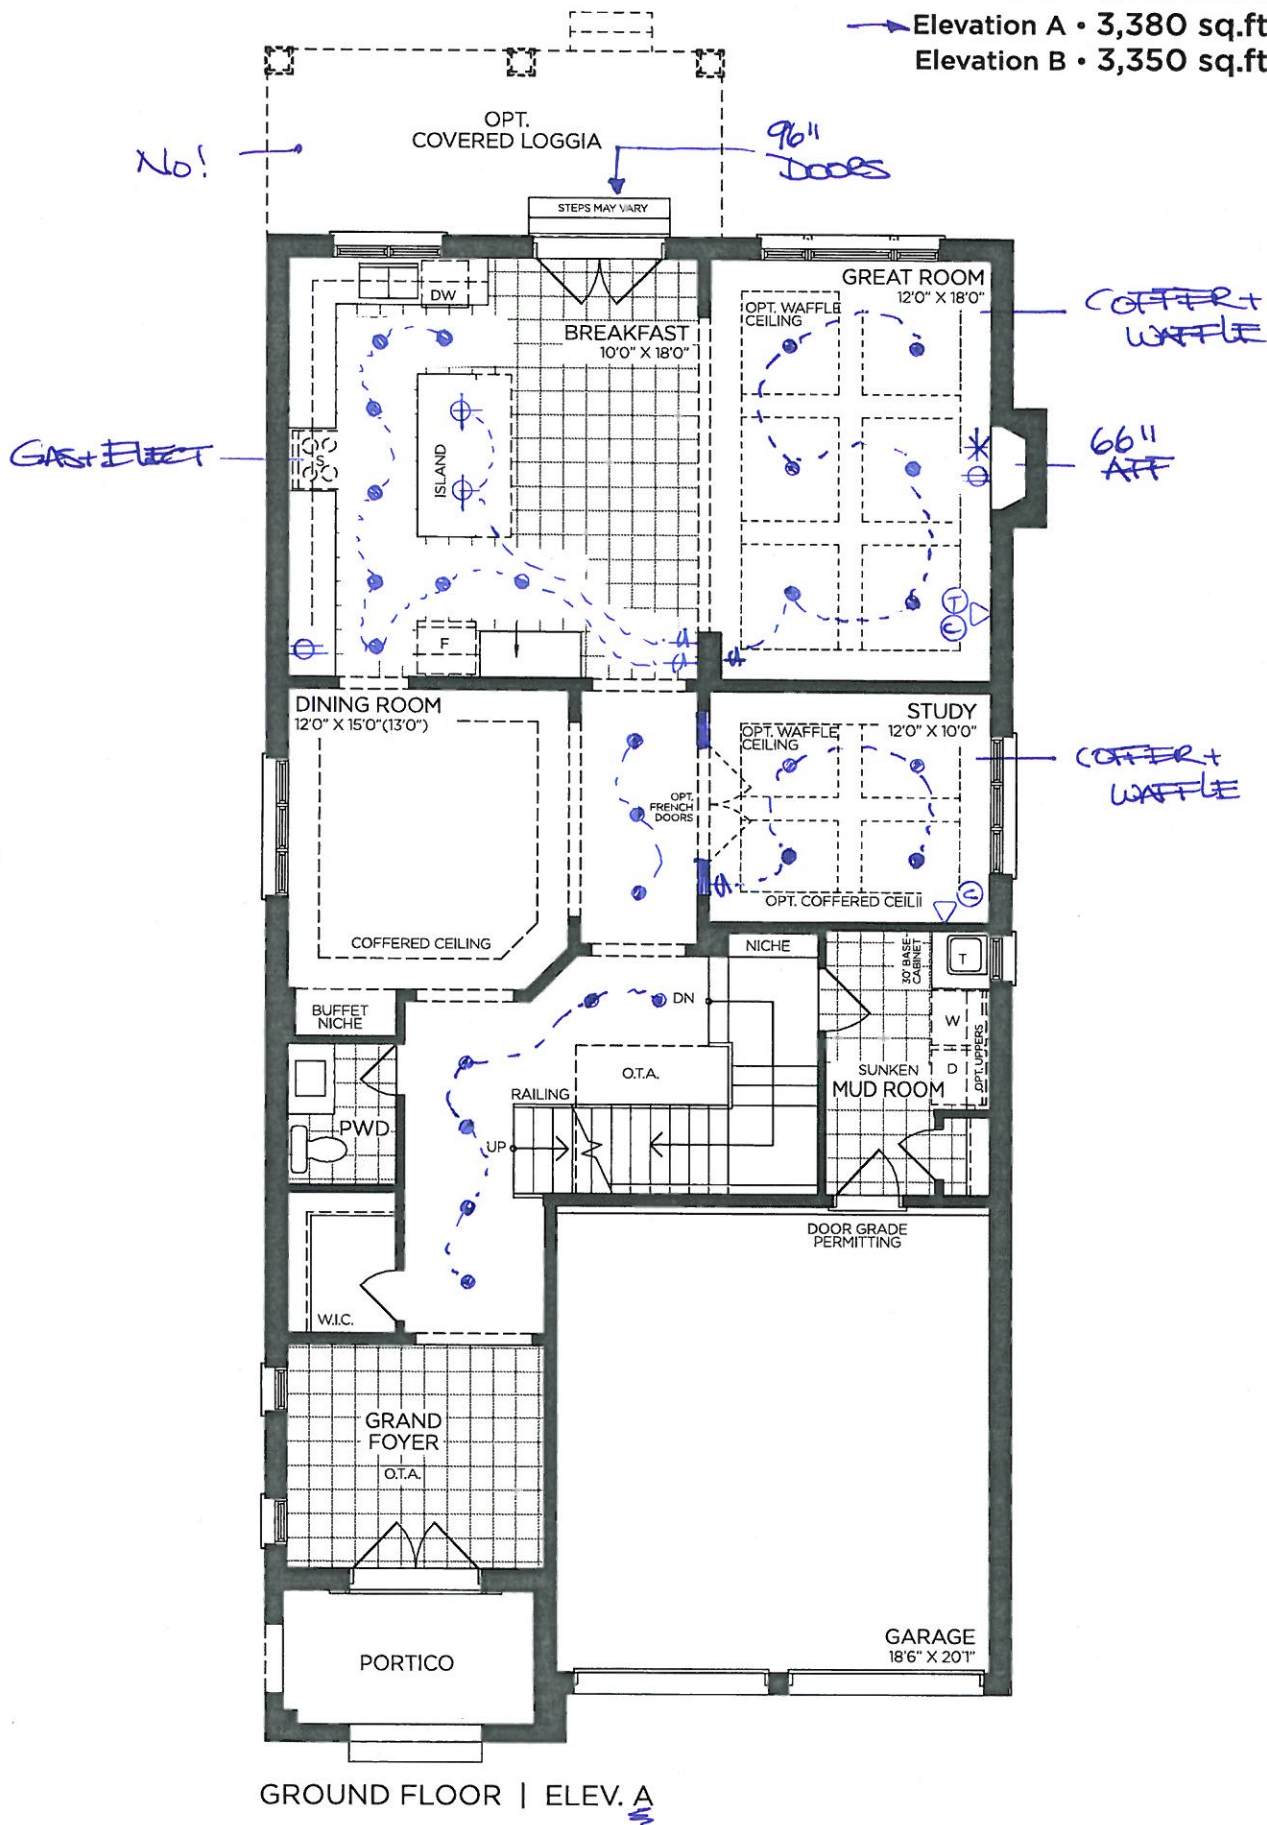 Elevation A • 3,380 sq.ft
Elevation B • 3,350 sq.ft
OPT.
COVERED LOGGIA
No!
96"
DOORS
STEPS MAY VARY
GREAT ROOM
12'0" X 18'0"
OPT. WAFFLE
CEILING
COFFER +
WAFFLE
DW
BREAKFAST
10'0" X 18'0"
GAS + ELECT
S
ISLAND
66"
AFF
T
C
F
DINING ROOM
12'0" X 15'0"(13'0")
STUDY
12'0" X 10'0"
OPT. WAFFLE
CEILING
COFFER +
WAFFLE
OPT.
FRENCH
DOORS
C
OPT. COFFERED CEILII
COFFERED CEILING
NICHE
30' BASE
CABINET
T
BUFFET
NICHE
DN
W
D
OPT. UPPERS
O.T.A.
SUNKEN
MUD ROOM
RAILING
PWD
UP
DOOR GRADE
PERMITTING
W.I.C.
GRAND
FOYER
O.T.A.
GARAGE
18'6" X 20'1"
PORTICO
GROUND FLOOR | ELEV. A